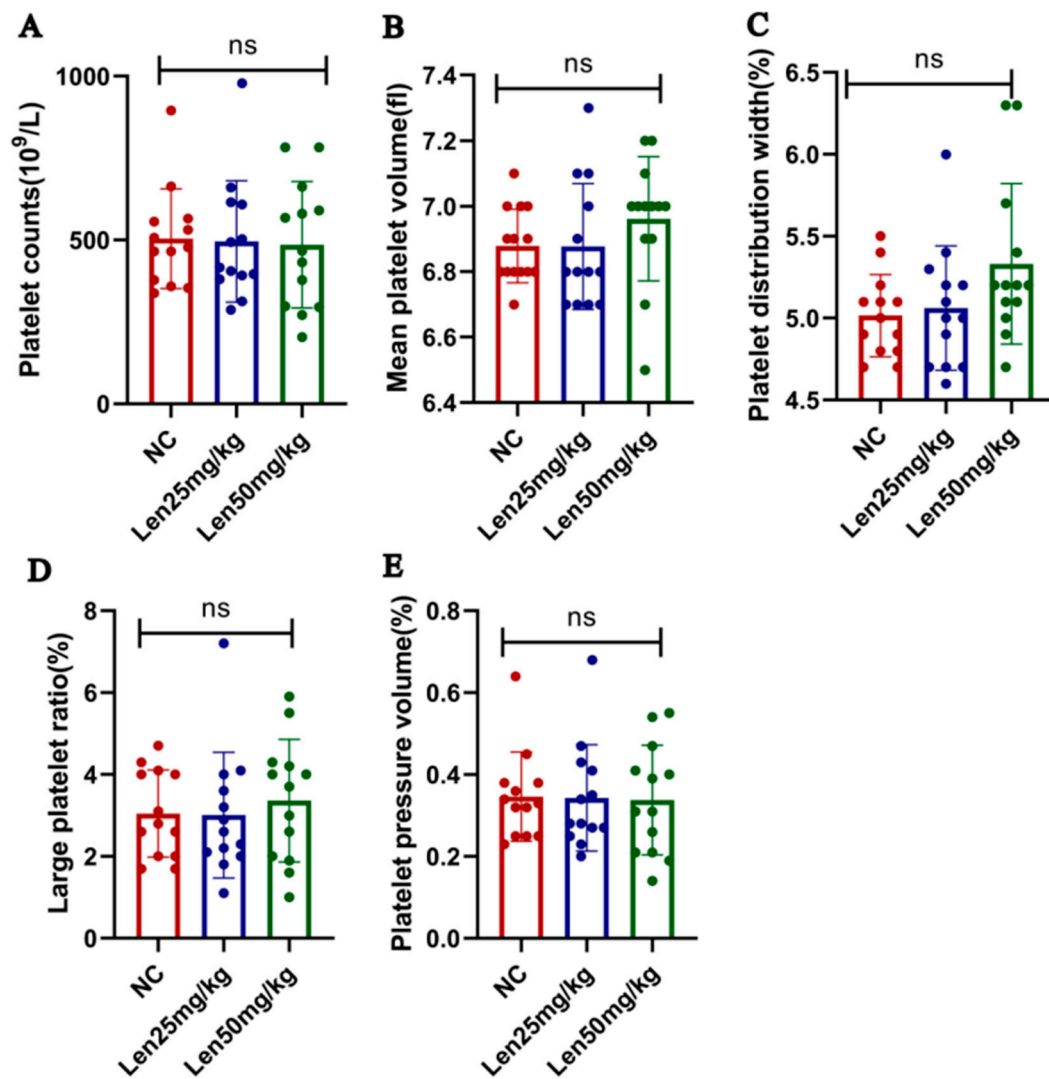 A
ns
Platelet counts(10⁹/L)
1000
500
0
NC
Len25mg/kg
Len50mg/kg
B
ns
Mean platelet volume(fl)
7.4
7.2
7.0
6.8
6.6
6.4
NC
Len25mg/kg
Len50mg/kg
C
ns
Platelet distribution width(%)
6.5
6.0
5.5
5.0
4.5
NC
Len25mg/kg
Len50mg/kg
D
ns
Large platelet ratio(%)
8
6
4
2
0
NC
Len25mg/kg
Len50mg/kg
E
ns
Platelet pressure volume(%)
0.8
0.6
0.4
0.2
0.0
NC
Len25mg/kg
Len50mg/kg